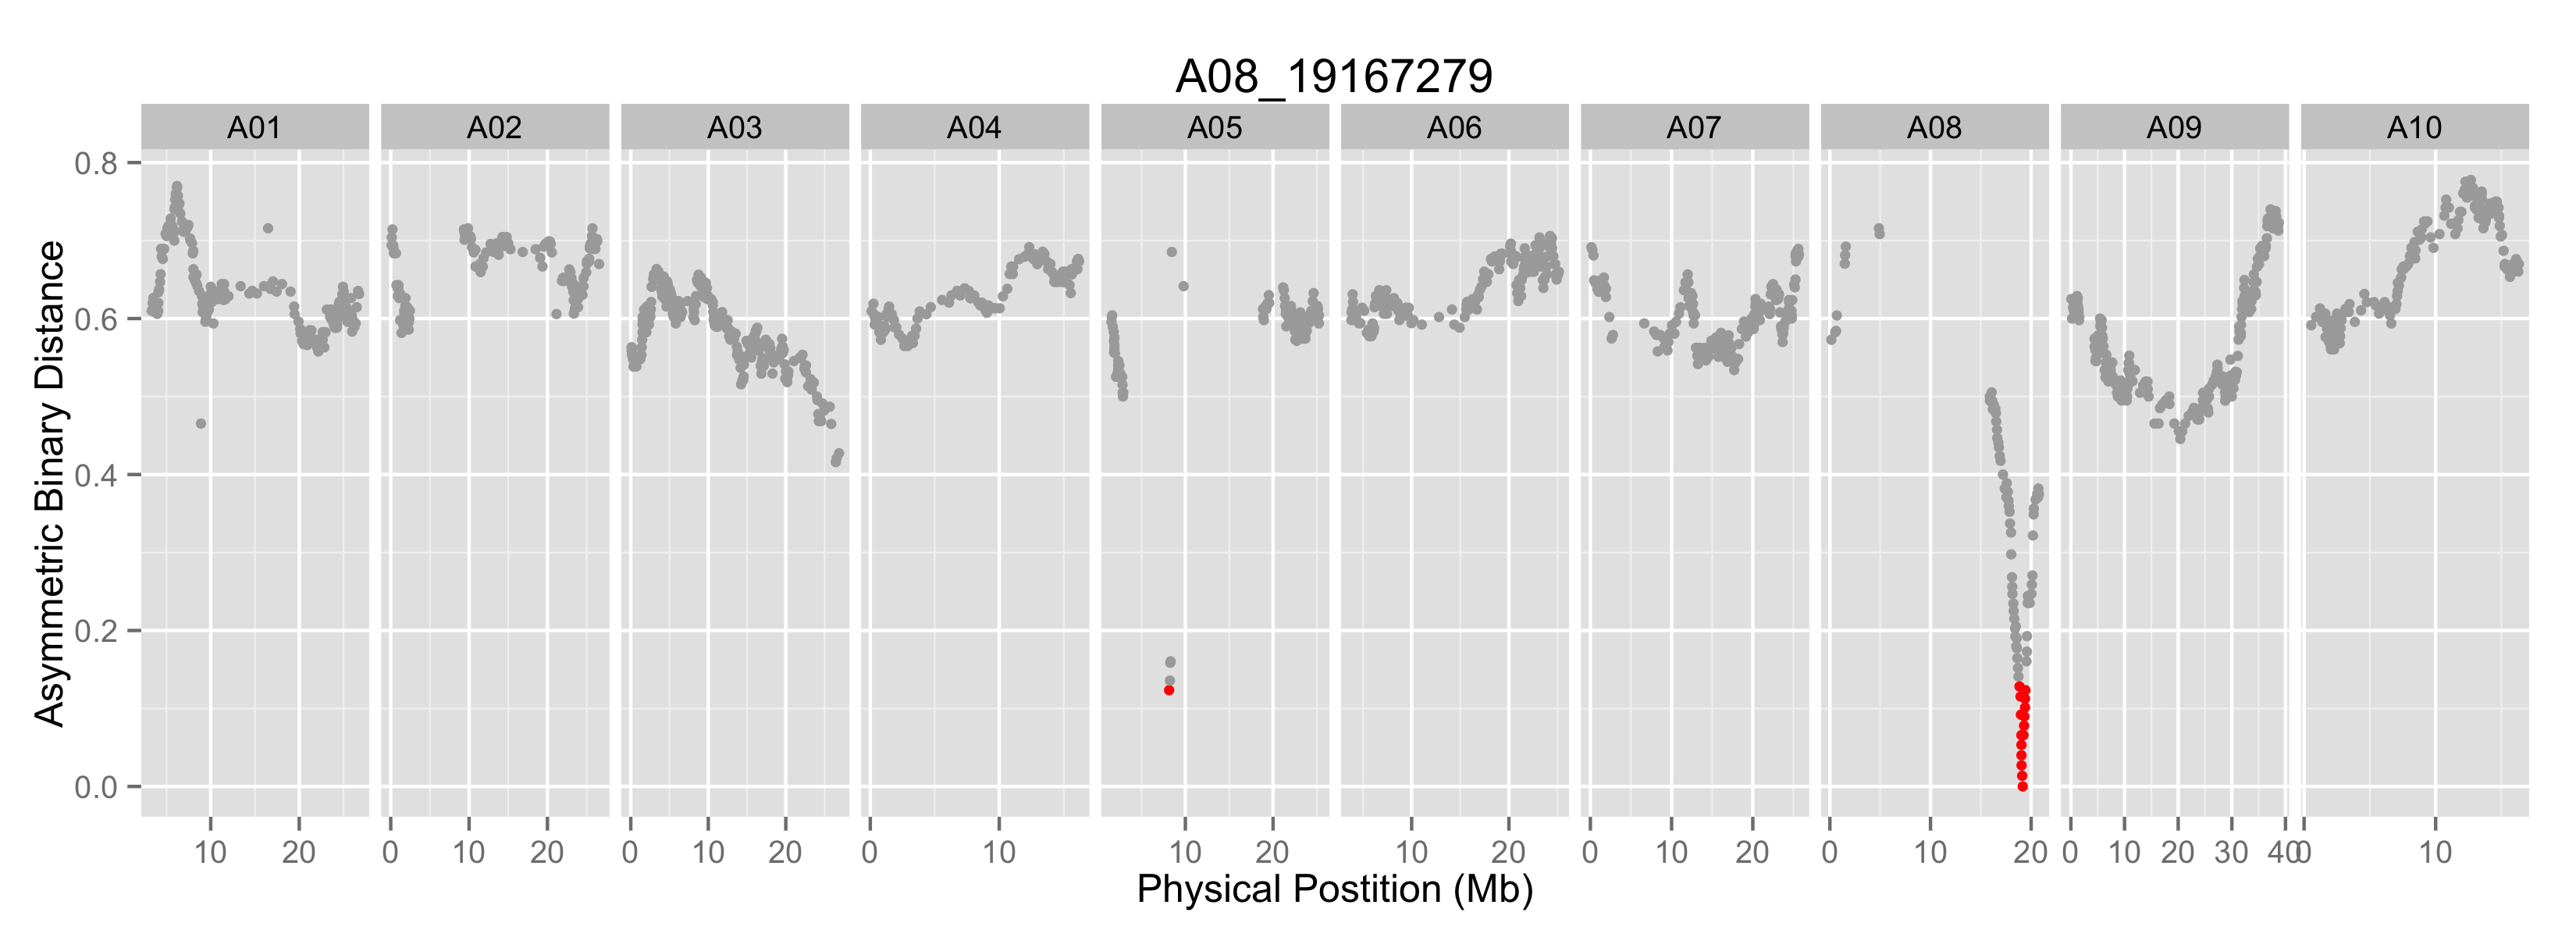 A08_19167279
A01 A02 A03 A04 A05 A06 A07 A08 A09 A10
Asymmetric Binary Distance
0.8
0.6
0.4
0.2
0.0
10 20 0 10 20 0 10 20 0 10 10 20 10 20 0 10 20 0 10 20 0 10 20 30 40 0 10
Physical Postition (Mb)